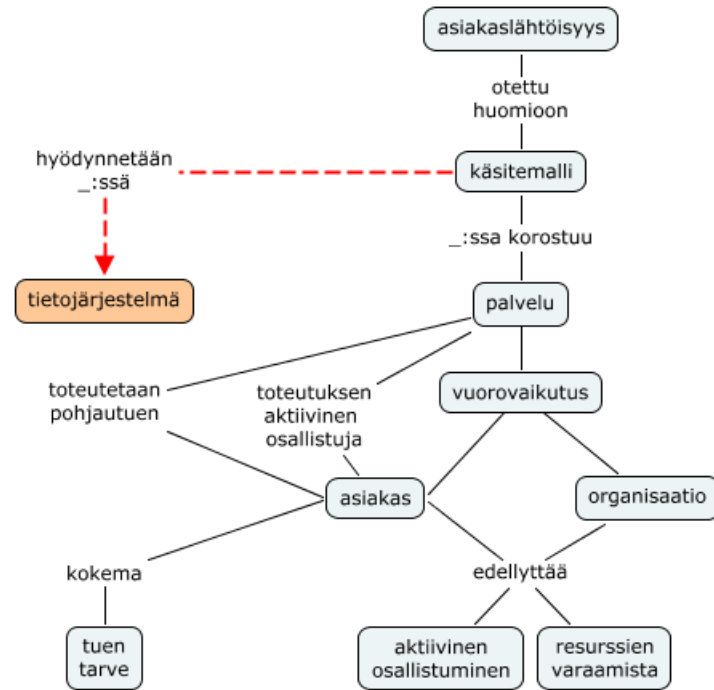 asiakaslähtöisyys
otettu
huomioon
hyödynnetään
_:ssä
käsitemalli
_:ssa korostuu
tietojärjestelmä
palvelu
toteutetaan
pohjautuen
toteutuksen
aktiivinen
osallistuja
vuorovaikutus
asiakas
organisaatio
kokema
edellyttää
tuen
tarve
aktiivinen
osallistuminen
resurssien
varaamista